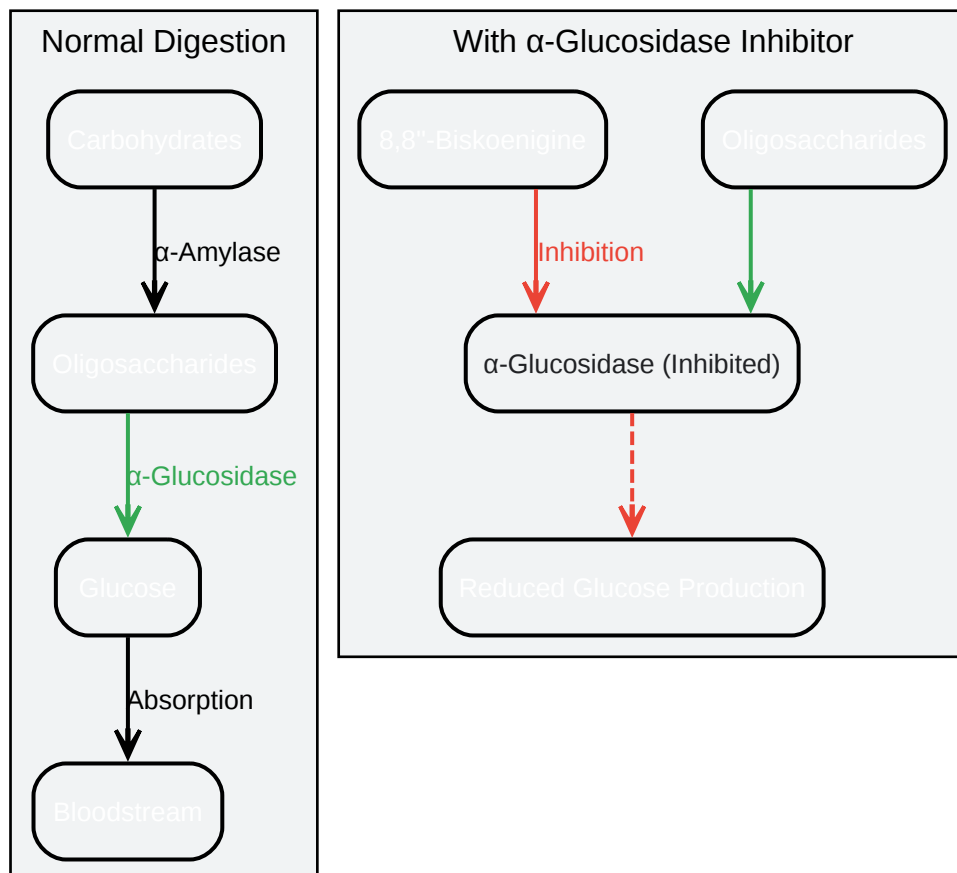 Normal Digestion
Carbohydrates
α-Amylase
Oligosaccharides
α-Glucosidase
Glucose
Absorption
Bloodstream
With α-Glucosidase Inhibitor
8,8''-Biskoenigine
Oligosaccharides
Inhibition
α-Glucosidase (Inhibited)
Reduced Glucose Production